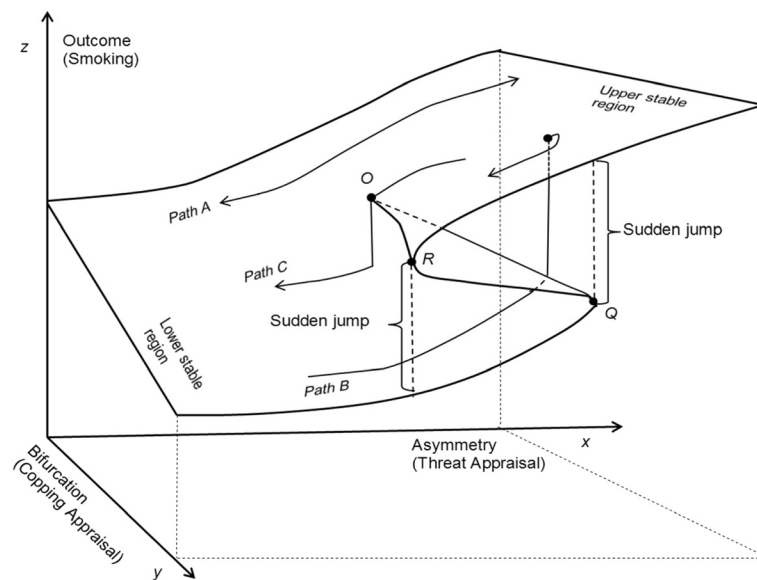 z
Outcome
(Smoking)
Upper stable
region
Path A
O
Sudden jump
R
Path C
Q
Sudden jump
Lower stable
region
Path B
Asymmetry
(Threat Appraisal)
x
Bifurcation
(Copping Appraisal)
y